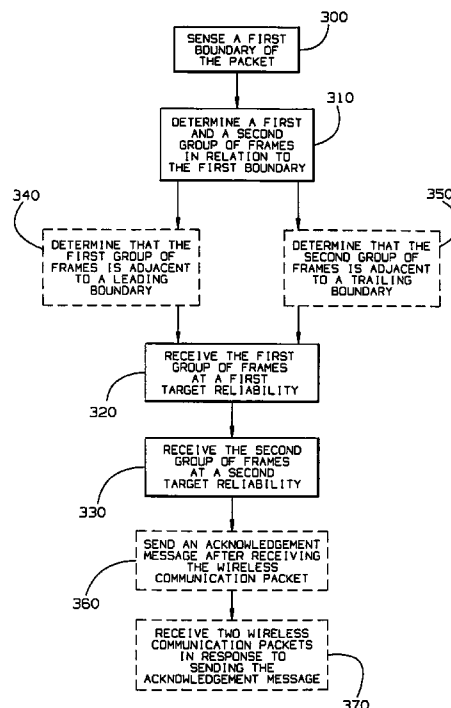 300
SENSE A FIRST
BOUNDARY OF
THE PACKET
310
DETERMINE A FIRST
AND A SECOND
GROUP OF FRAMES
IN RELATION TO
THE FIRST BOUNDARY
340
DETERMINE THAT THE
FIRST GROUP OF
FRAMES IS ADJACENT
TO A LEADING
BOUNDARY
350
DETERMINE THAT THE
SECOND GROUP OF
FRAMES IS ADJACENT
TO A TRAILING
BOUNDARY
RECEIVE THE FIRST
GROUP OF FRAMES
AT A FIRST
TARGET RELIABILITY
320
RECEIVE THE SECOND
GROUP OF FRAMES
AT A SECOND
TARGET RELIABILITY
330
SEND AN ACKNOWLEDGEMENT
MESSAGE AFTER RECEIVING
THE WIRELESS
COMMUNICATION PACKET
360
RECEIVE TWO WIRELESS
COMMUNICATION PACKETS
IN RESPONSE TO
SENDING THE
ACKNOWLEDGEMENT MESSAGE
370